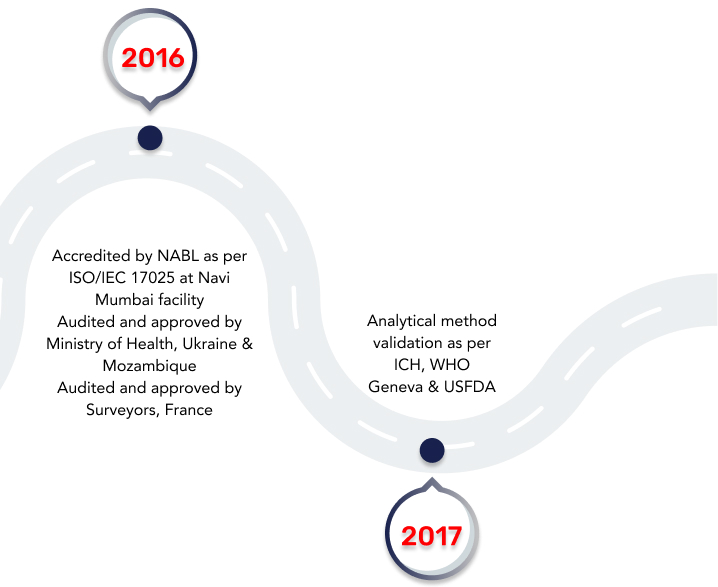 2016
Accredited by NABL as per
ISO/IEC 17025 at Navi
Mumbai facility
Audited and approved by
Ministry of Health, Ukraine &
Mozambique
Audited and approved by
Surveyors, France
Analytical method
validation as per
ICH, WHO
Geneva & USFDA
2017